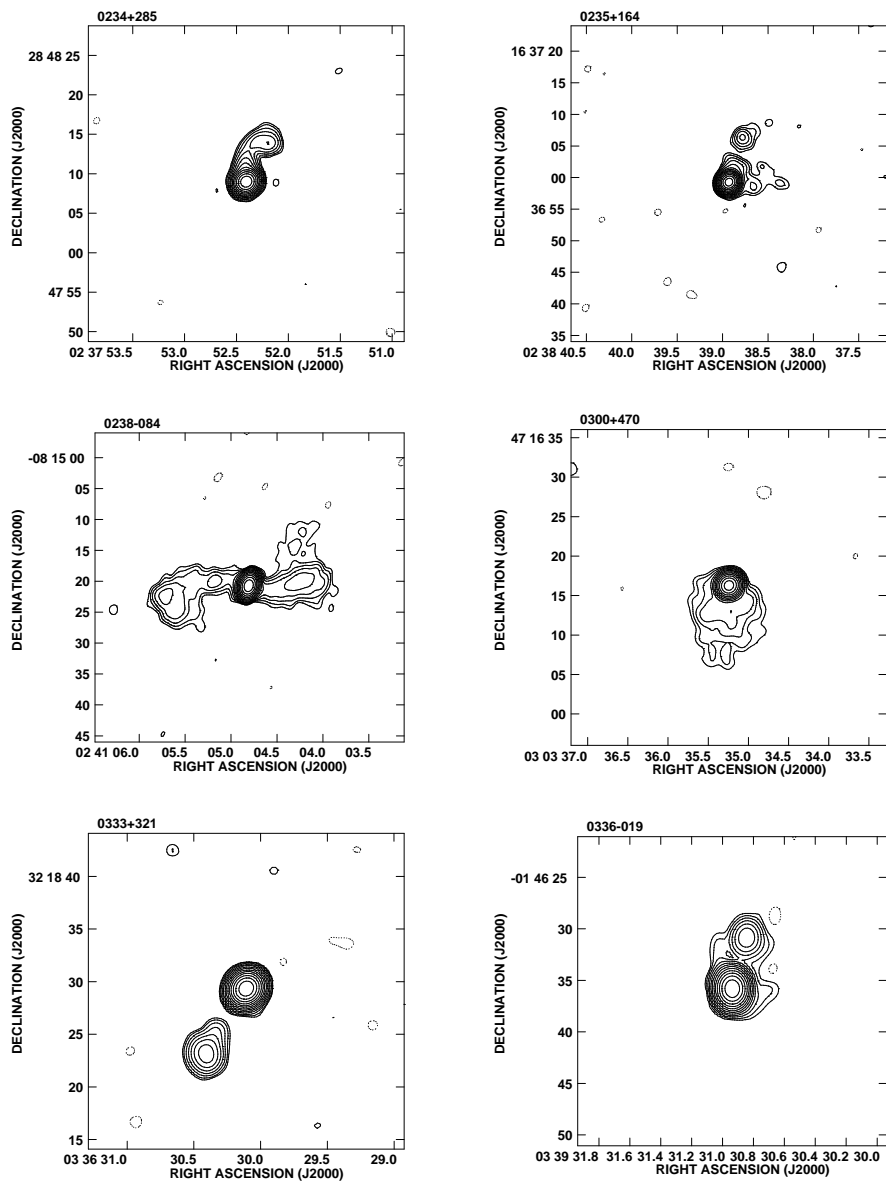 0234+285
DECLINATION (J2000)
28 48 25
20
15
10
05
00
47 55
50
02 37 53.5 53.0 52.5 52.0 51.5 51.0
RIGHT ASCENSION (J2000)
0235+164
DECLINATION (J2000)
16 37 20
15
10
05
00
36 55
50
45
40
35
02 38 40.5 40.0 39.5 39.0 38.5 38.0 37.5
RIGHT ASCENSION (J2000)
0238-084
DECLINATION (J2000)
-08 15 00
05
10
15
20
25
30
35
40
45
02 41 06.0 05.5 05.0 04.5 04.0 03.5
RIGHT ASCENSION (J2000)
0300+470
DECLINATION (J2000)
47 16 35
30
25
20
15
10
05
00
03 03 37.0 36.5 36.0 35.5 35.0 34.5 34.0 33.5
RIGHT ASCENSION (J2000)
0333+321
DECLINATION (J2000)
32 18 40
35
30
25
20
15
03 36 31.0 30.5 30.0 29.5 29.0
RIGHT ASCENSION (J2000)
0336-019
DECLINATION (J2000)
-01 46 25
30
35
40
45
50
03 39 31.8 31.6 31.4 31.2 31.0 30.8 30.6 30.4 30.2 30.0
RIGHT ASCENSION (J2000)